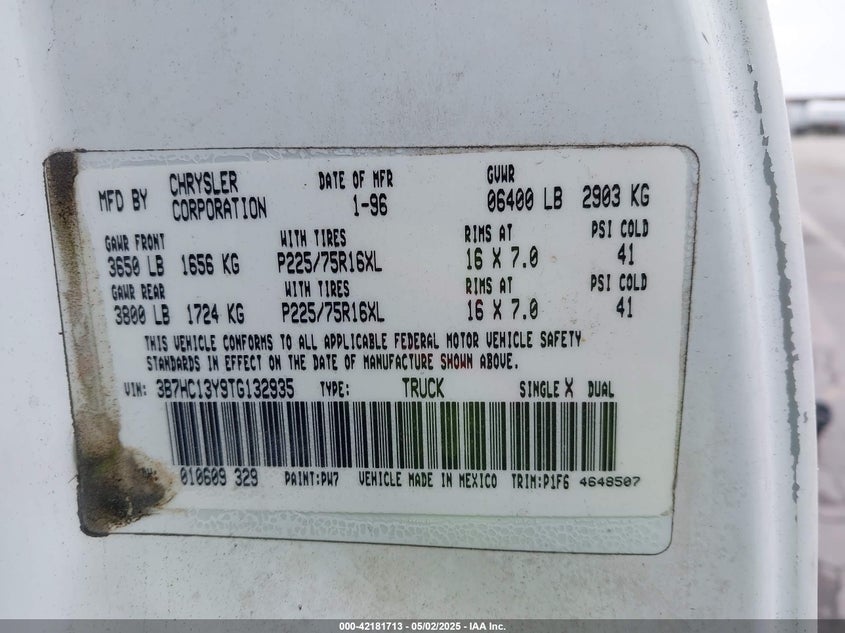 MFD BY CHRYSLER CORPORATION DATE OF MFR 1-96 GVWR 06400 LB 2903 KG
GAWR FRONT WITH TIRES RIMS AT PSI COLD
3650 LB 1656 KG P225/75R16XL 16 X 7.0 41
GAWR REAR WITH TIRES RIMS AT PSI COLD
3800 LB 1724 KG P225/75R16XL 16 X 7.0 41
THIS VEHICLE CONFORMS TO ALL APPLICABLE FEDERAL MOTOR VEHICLE SAFETY
STANDARDS IN EFFECT ON THE DATE OF MANUFACTURE SHOWN ABOVE.
VIN: 3B7HC13Y9TG132935 TYPE: TRUCK SINGLE X DUAL
010609 329 PAINT:PW7 VEHICLE MADE IN MEXICO TRIM:P1F6 4648507
000-42181713 - 05/02/2025 - IAA Inc.